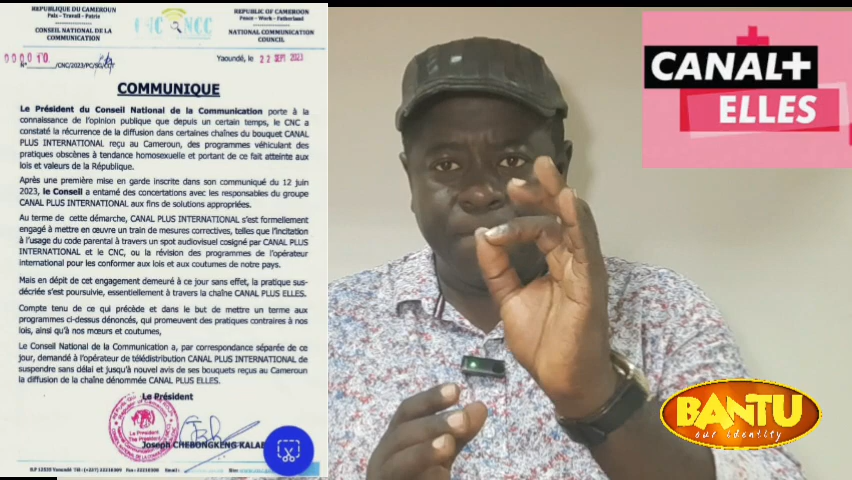 REPUBLIQUE DU CAMEROUN
Paix - Travail - Patrie
CONSEIL NATIONAL DE LA
COMMUNICATION
REPUBLIC OF CAMEROON
Peace - Work - Fatherland
NATIONAL COMMUNICATION
COUNCIL
CNC NCC
000010
N° /CNC/2023/PC/SG/
Yaoundé, le 22 SEPT 2023
COMMUNIQUE
Le Président du Conseil National de la Communication porte à la
connaissance de l'opinion publique que depuis un certain temps, le CNC a
constaté la récurrence de la diffusion dans certaines chaînes du bouquet CANAL
PLUS INTERNATIONAL reçu au Cameroun, des programmes véhiculant des
pratiques obscènes à tendance homosexuelle et portant de ce fait atteinte aux
lois et valeurs de la République.
Après une première mise en garde inscrite dans son communiqué du 12 juin
2023, le Conseil a entamé des concertations avec les responsables du groupe
CANAL PLUS INTERNATIONAL aux fins de solutions appropriées.
Au terme de cette démarche, CANAL PLUS INTERNATIONAL s'est formellement
engagé à mettre en œuvre un train de mesures correctives, telles que l'incitation
à l'usage du code parental à travers un spot audiovisuel cosigné par CANAL PLUS
INTERNATIONAL et le CNC, ou la révision des programmes de l'opérateur
international pour les conformer aux lois et aux coutumes de notre pays.
Mais en dépit de cet engagement demeuré à ce jour sans effet, la pratique sus-
décriée s'est poursuivie, essentiellement à travers la chaîne CANAL PLUS ELLES.
Compte tenu de ce qui précède et dans le but de mettre un terme aux
programmes ci-dessus dénoncés, qui promeuvent des pratiques contraires à nos
lois, ainsi qu'à nos mœurs et coutumes,
Le Conseil National de la Communication a, par correspondance séparée de ce
jour, demandé à l'opérateur de télédistribution CANAL PLUS INTERNATIONAL de
suspendre sans délai et jusqu'à nouvel avis de ses bouquets reçus au Cameroun
la diffusion de la chaîne dénommée CANAL PLUS ELLES.
Le Président
Le Président
The President
Joseph CHEBONGKENG KALAB
CANAL+
ELLES
BANTU
our identity